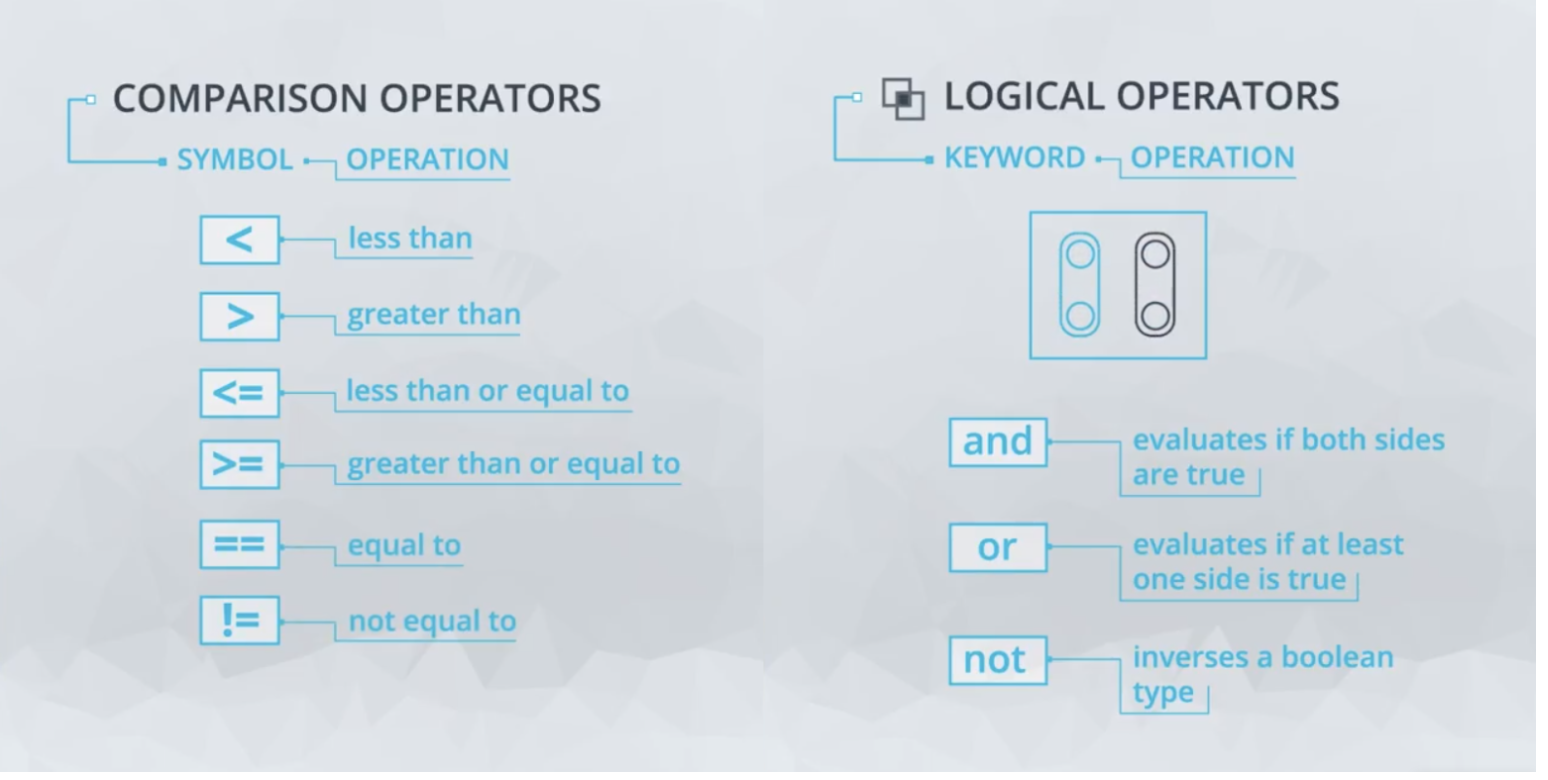 COMPARISON OPERATORS
SYMBOL OPERATION
< less than
> greater than
<= less than or equal to
>= greater than or equal to
== equal to
!= not equal to
LOGICAL OPERATORS
KEYWORD OPERATION
and evaluates if both sides
are true
or evaluates if at least
one side is true
not inverses a boolean
type